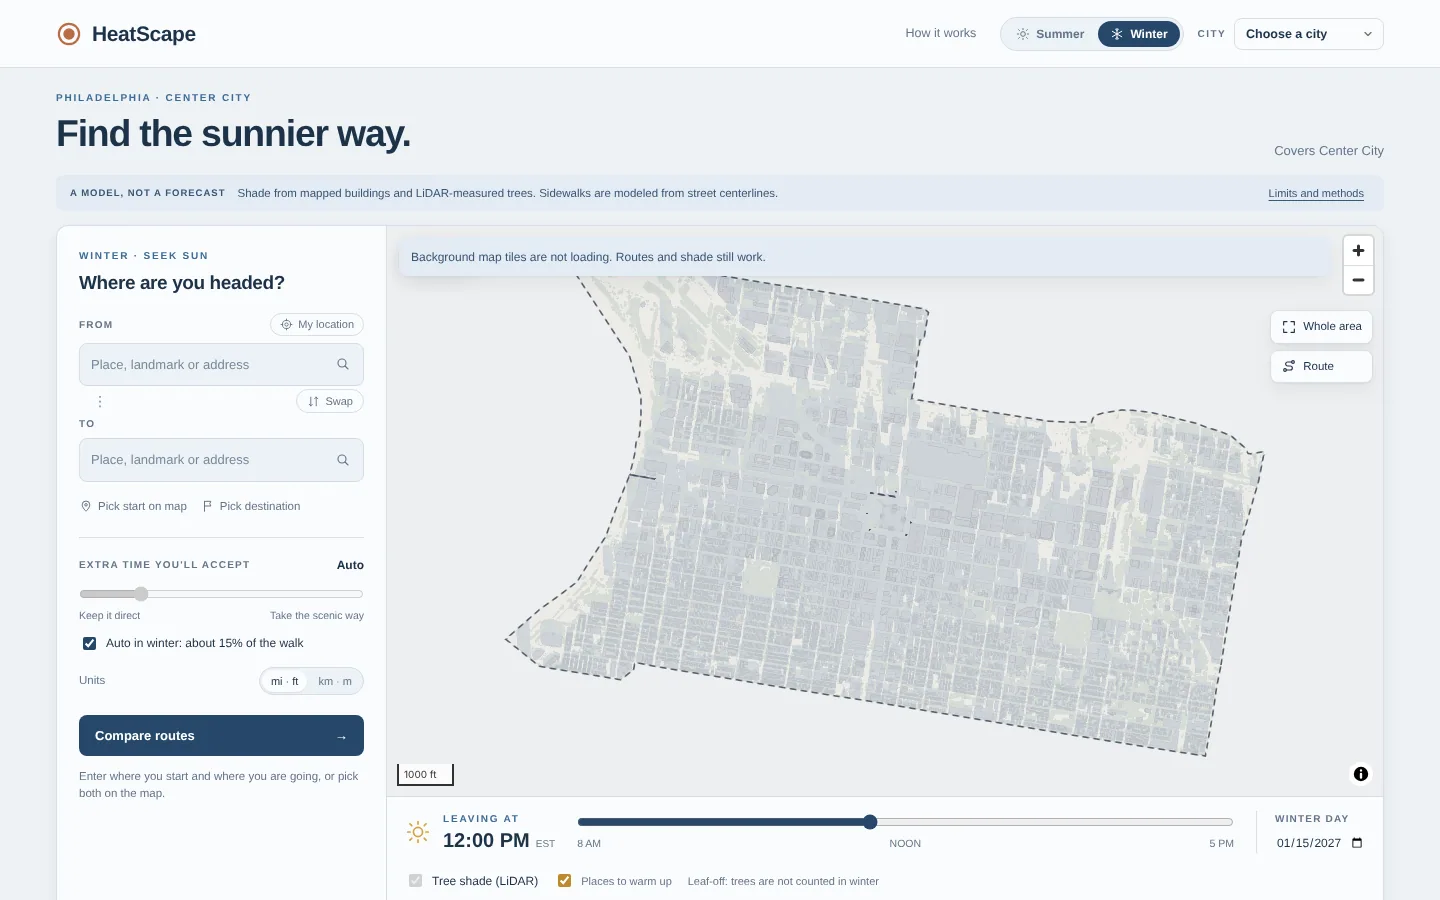 HeatScape
How it works
Summer
Winter
CITY
Choose a city
PHILADELPHIA · CENTER CITY
Find the sunnier way.
Covers Center City
A MODEL, NOT A FORECAST
Shade from mapped buildings and LiDAR-measured trees. Sidewalks are modeled from street centerlines.
Limits and methods
WINTER · SEEK SUN
Where are you headed?
FROM
My location
Place, landmark or address
Swap
TO
Place, landmark or address
Pick start on map
Pick destination
EXTRA TIME YOU'LL ACCEPT
Auto
Keep it direct
Take the scenic way
Auto in winter: about 15% of the walk
Units
mi · ft
km · m
Compare routes →
Enter where you start and where you are going, or pick
both on the map.
Background map tiles are not loading. Routes and shade still work.
Whole area
Route
1000 ft
LEAVING AT
12:00 PM EST
8 AM
NOON
5 PM
WINTER DAY
01/15/2027
Tree shade (LiDAR)
Places to warm up
Leaf-off: trees are not counted in winter